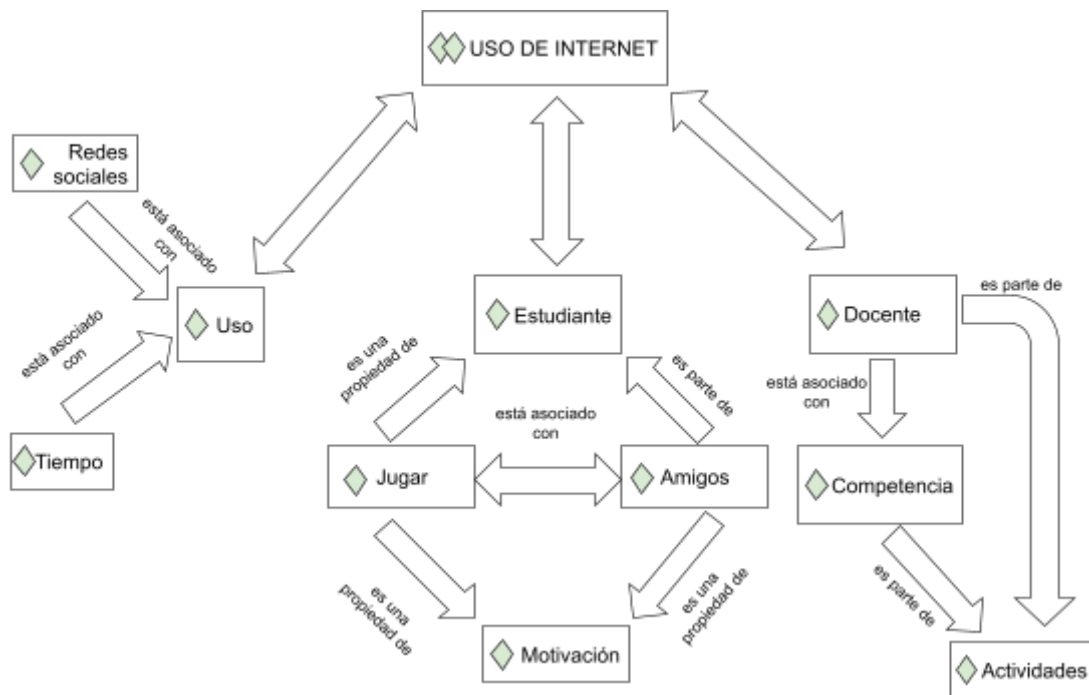 USO DE INTERNET
Redes
sociales
está asociado
con
Uso
está asociado
con
Tiempo
Estudiante
es una
propiedad de
es parte de
está asociado
con
Jugar
Amigos
es una
propiedad de
es una
propiedad de
Motivación
Docente
es parte de
está asociado
con
Competencia
es parte de
Actividades